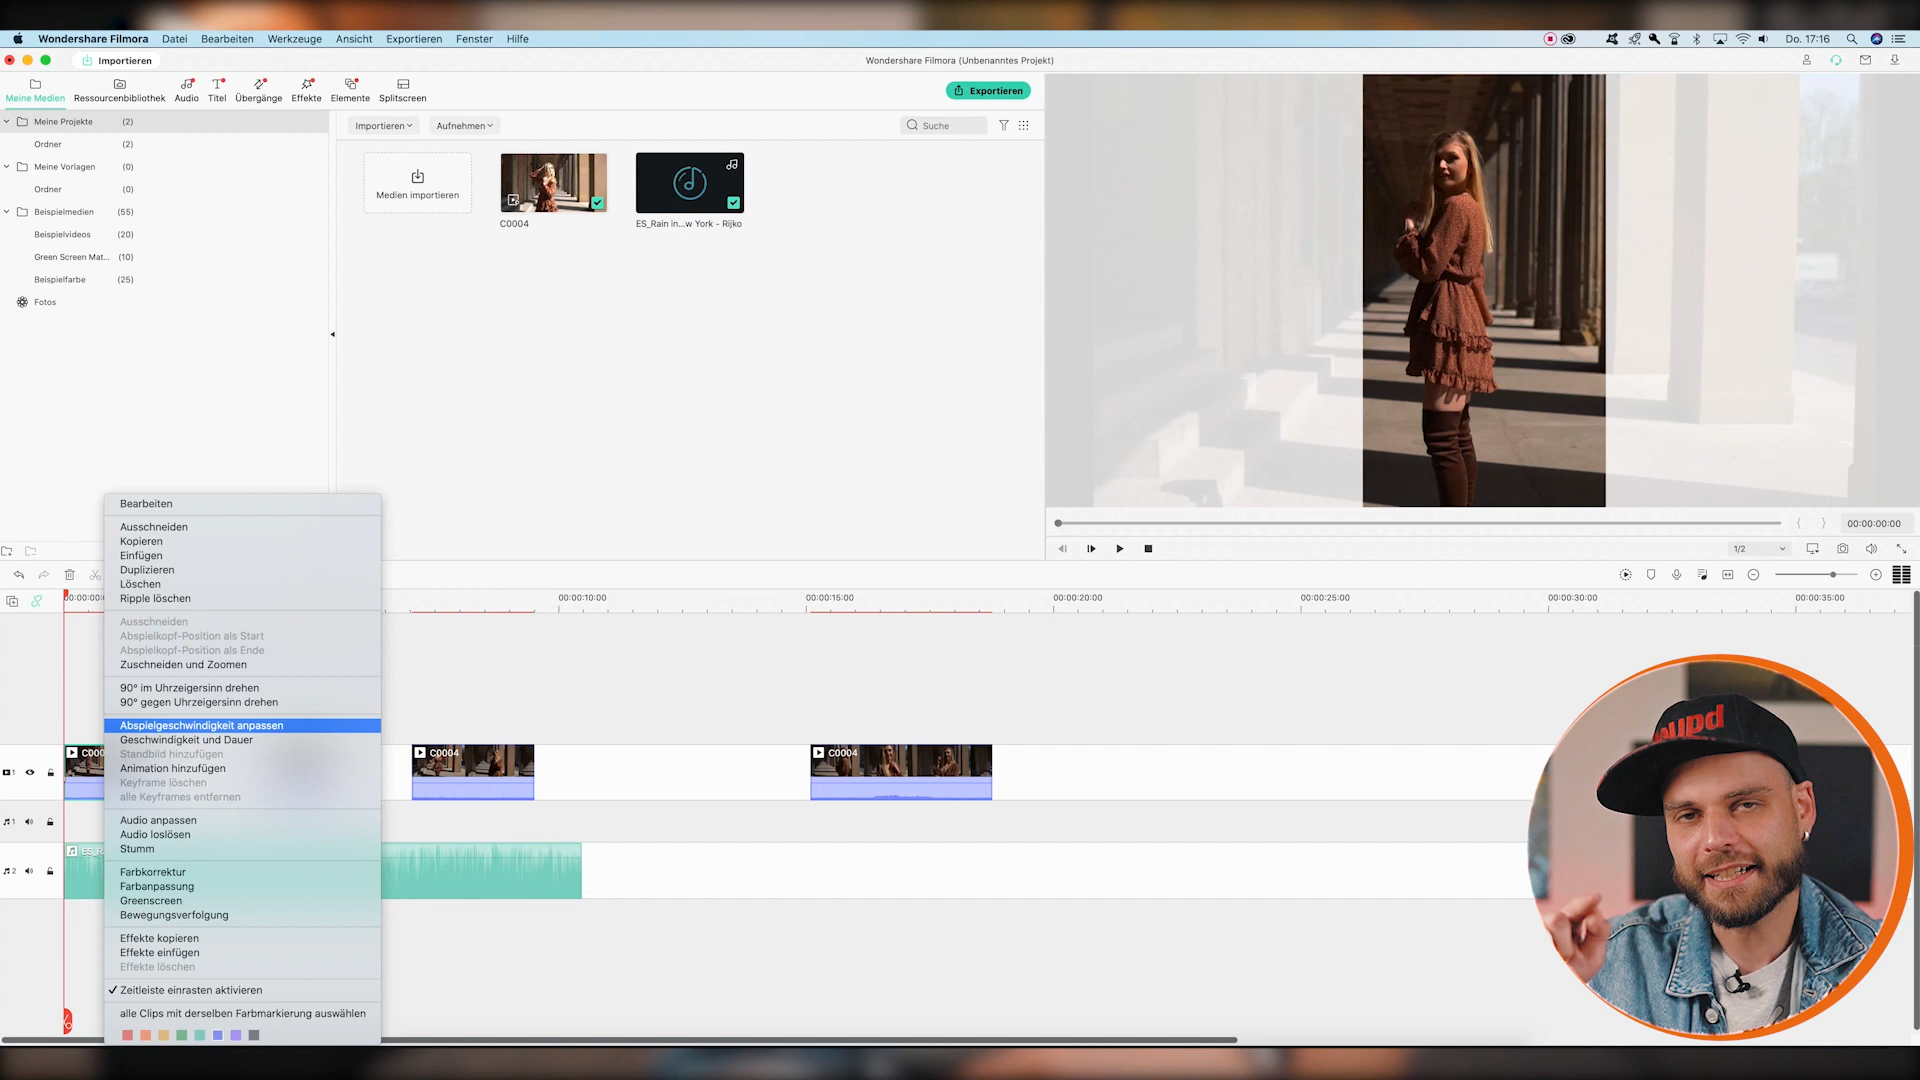 Wondershare Filmora Datei Bearbeiten Werkzeuge Ansicht Exportieren Fenster Hilfe Do. 17:16
Importieren Wondershare Filmora (Unbenanntes Projekt)
Meine Medien Ressourcenbibliothek Audio Titel Übergänge Effekte Elemente Splitscreen Exportieren
Meine Projekte (2)
Ordner (2)
Meine Vorlagen (0)
Ordner (0)
Beispielmedien (55)
Beispielvideos (20)
Green Screen Mat... (10)
Beispielfarbe (25)
Fotos
Importieren Aufnehmen Suche
Medien importieren
C0004
ES_Rain in...w York - Rijko
00:00:00:00
1/2
Bearbeiten
Ausschneiden
Kopieren
Einfügen
Duplizieren
Löschen
Ripple löschen
Ausschneiden
Abspielkopf-Position als Start
Abspielkopf-Position als Ende
Zuschneiden und Zoomen
90° im Uhrzeigersinn drehen
90° gegen Uhrzeigersinn drehen
Abspielgeschwindigkeit anpassen
Geschwindigkeit und Dauer
Standbild hinzufügen
Animation hinzufügen
Keyframe löschen
alle Keyframes entfernen
Audio anpassen
Audio loslösen
Stumm
Farbkorrektur
Farbanpassung
Greenscreen
Bewegungsverfolgung
Effekte kopieren
Effekte einfügen
Effekte löschen
Zeitleiste einrasten aktivieren
alle Clips mit derselben Farbmarkierung auswählen
00:00:10:00 00:00:15:00 00:00:20:00 00:00:25:00 00:00:30:00 00:00:35:00
1 C0004 C0004
1
2